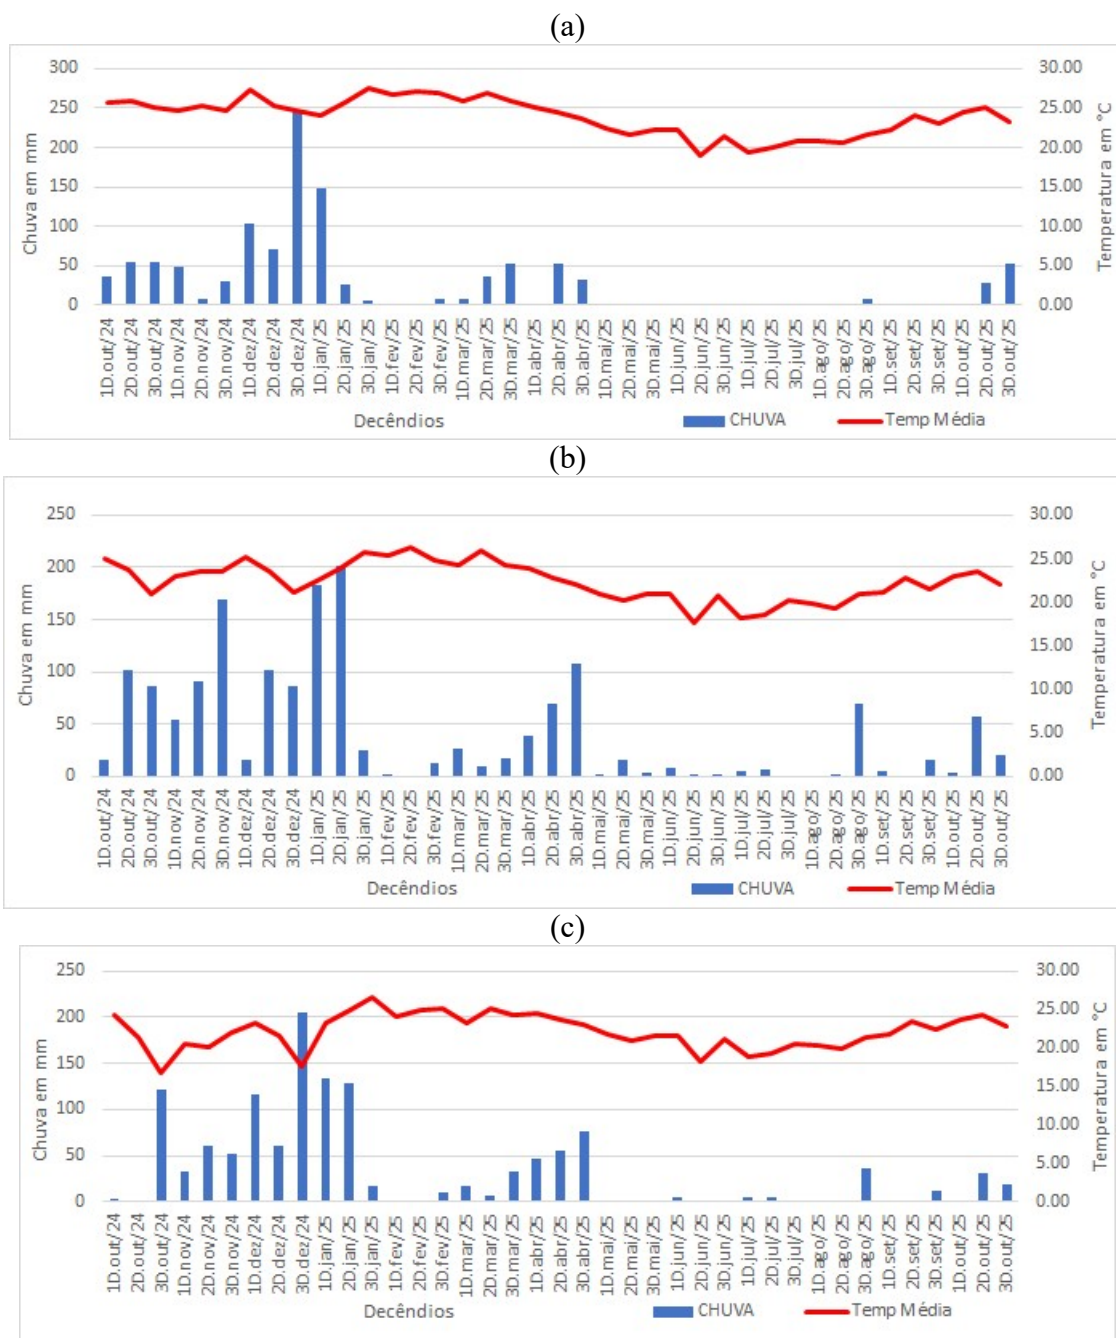 (a)
300
250
200
150
100
50
0
Chuva em mm
30.00
25.00
20.00
15.00
10.00
5.00
0.00
Temperatura em °C
1D.out/24
2D.out/24
3D.out/24
1D.nov/24
2D.nov/24
3D.nov/24
1D.dez/24
2D.dez/24
3D.dez/24
1D.jan/25
2D.jan/25
3D.jan/25
1D.fev/25
2D.fev/25
3D.fev/25
1D.mar/25
2D.mar/25
3D.mar/25
1D.abr/25
2D.abr/25
3D.abr/25
1D.mai/25
2D.mai/25
3D.mai/25
1D.jun/25
2D.jun/25
3D.jun/25
1D.jul/25
2D.jul/25
3D.jul/25
1D.ago/25
2D.ago/25
3D.ago/25
1D.set/25
2D.set/25
3D.set/25
1D.out/25
2D.out/25
3D.out/25
Decêndios
CHUVA
Temp Média
(b)
250
200
150
100
50
0
Chuva em mm
30.00
25.00
20.00
15.00
10.00
5.00
0.00
Temperatura em °C
1D.out/24
2D.out/24
3D.out/24
1D.nov/24
2D.nov/24
3D.nov/24
1D.dez/24
2D.dez/24
3D.dez/24
1D.jan/25
2D.jan/25
3D.jan/25
1D.fev/25
2D.fev/25
3D.fev/25
1D.mar/25
2D.mar/25
3D.mar/25
1D.abr/25
2D.abr/25
3D.abr/25
1D.mai/25
2D.mai/25
3D.mai/25
1D.jun/25
2D.jun/25
3D.jun/25
1D.jul/25
2D.jul/25
3D.jul/25
1D.ago/25
2D.ago/25
3D.ago/25
1D.set/25
2D.set/25
3D.set/25
1D.out/25
2D.out/25
3D.out/25
Decêndios
CHUVA
Temp Média
(c)
250
200
150
100
50
0
Chuva em mm
30.00
25.00
20.00
15.00
10.00
5.00
0.00
Temperatura em °C
1D.out/24
2D.out/24
3D.out/24
1D.nov/24
2D.nov/24
3D.nov/24
1D.dez/24
2D.dez/24
3D.dez/24
1D.jan/25
2D.jan/25
3D.jan/25
1D.fev/25
2D.fev/25
3D.fev/25
1D.mar/25
2D.mar/25
3D.mar/25
1D.abr/25
2D.abr/25
3D.abr/25
1D.mai/25
2D.mai/25
3D.mai/25
1D.jun/25
2D.jun/25
3D.jun/25
1D.jul/25
2D.jul/25
3D.jul/25
1D.ago/25
2D.ago/25
3D.ago/25
1D.set/25
2D.set/25
3D.set/25
1D.out/25
2D.out/25
3D.out/25
Decêndios
CHUVA
Temp Média